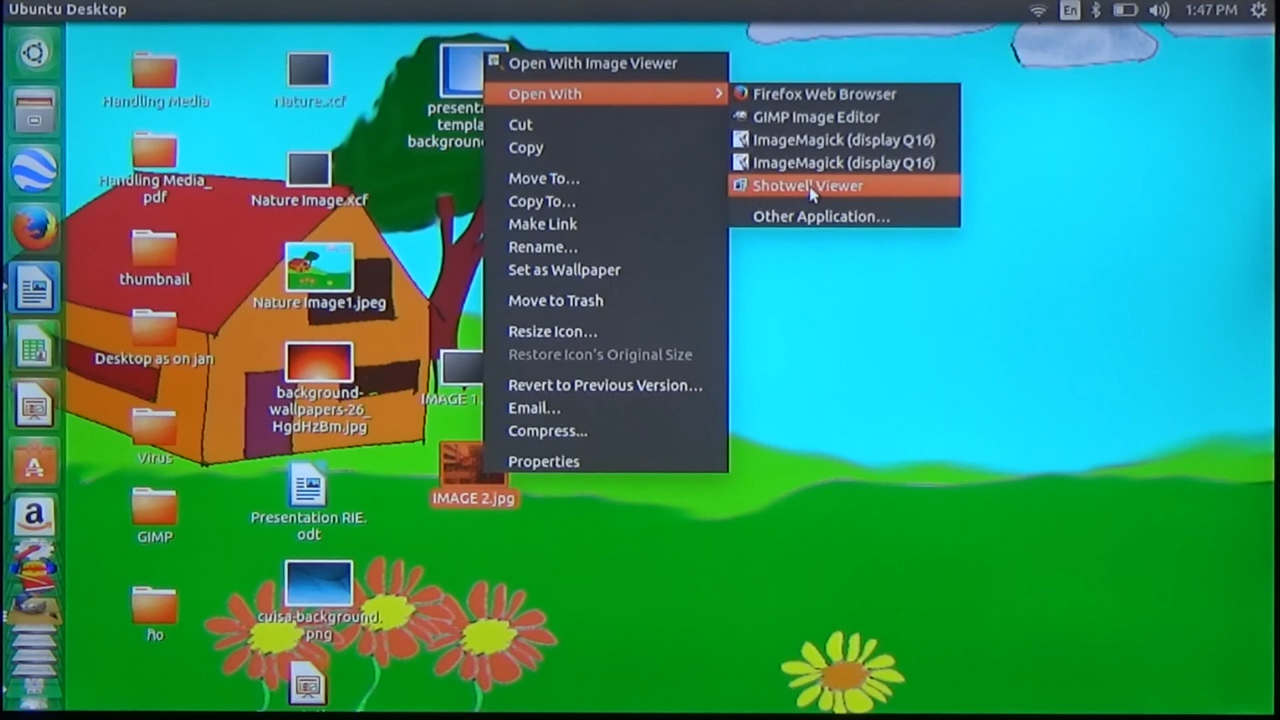 Ubuntu Desktop
En
1:47 PM
Handling Media
Handling Media_
pdf
thumbnail
Desktop as on jan
Virus
GIMP
ho
Nature.xcf
Nature Image.xcf
Nature Image1.jpeg
background-
wallpapers-26_
HgdHzBm.jpg
Presentation RIE.
odt
cuisa-background.
png
presenta
templa
background
IMAGE 1.
IMAGE 2.jpg
Open With Image Viewer
Open With
Cut
Copy
Move To...
Copy To...
Make Link
Rename...
Set as Wallpaper
Move to Trash
Resize Icon...
Restore Icon's Original Size
Revert to Previous Version...
Email...
Compress...
Properties
Firefox Web Browser
GIMP Image Editor
ImageMagick (display Q16)
ImageMagick (display Q16)
Shotwell Viewer
Other Application...